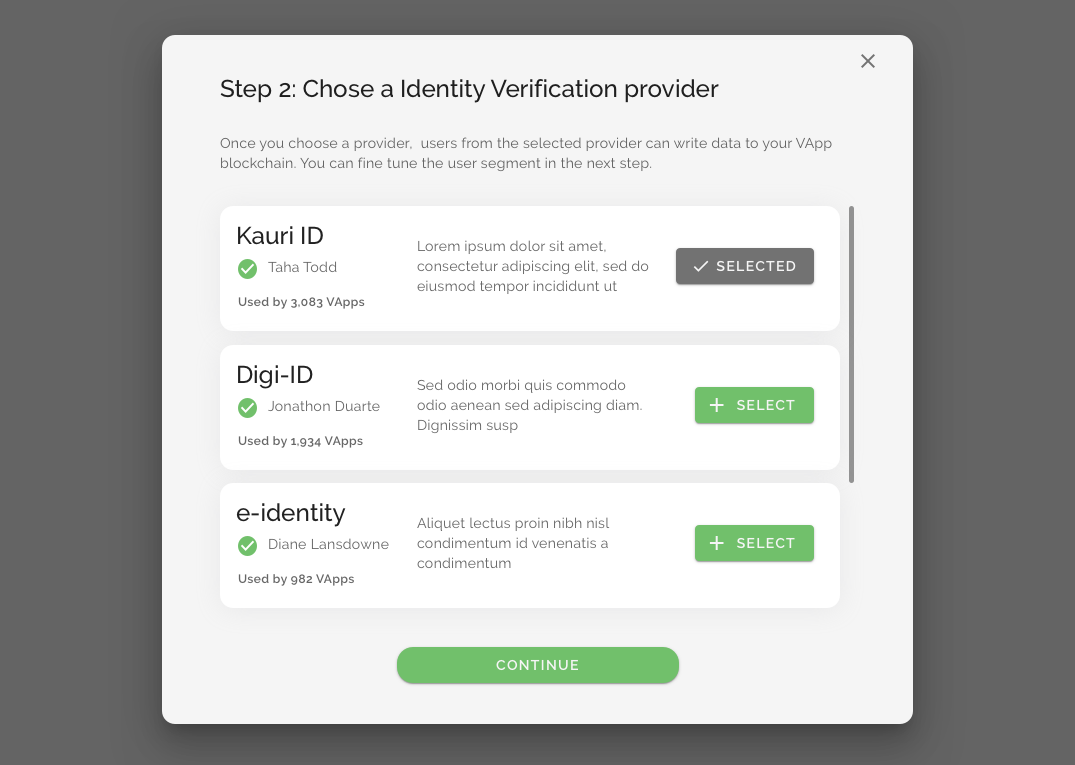 Step 2: Chose a Identity Verification provider
Once you choose a provider,  users from the selected provider can write data to your VApp
blockchain. You can fine tune the user segment in the next step.
Kauri ID
Taha Todd
Used by 3,083 VApps
Lorem ipsum dolor sit amet,
consectetur adipiscing elit, sed do
eiusmod tempor incididunt ut
SELECTED
Digi-ID
Jonathon Duarte
Used by 1,934 VApps
Sed odio morbi quis commodo
odio aenean sed adipiscing diam.
Dignissim susp
SELECT
e-identity
Diane Lansdowne
Used by 982 VApps
Aliquet lectus proin nibh nisl
condimentum id venenatis a
condimentum
SELECT
CONTINUE